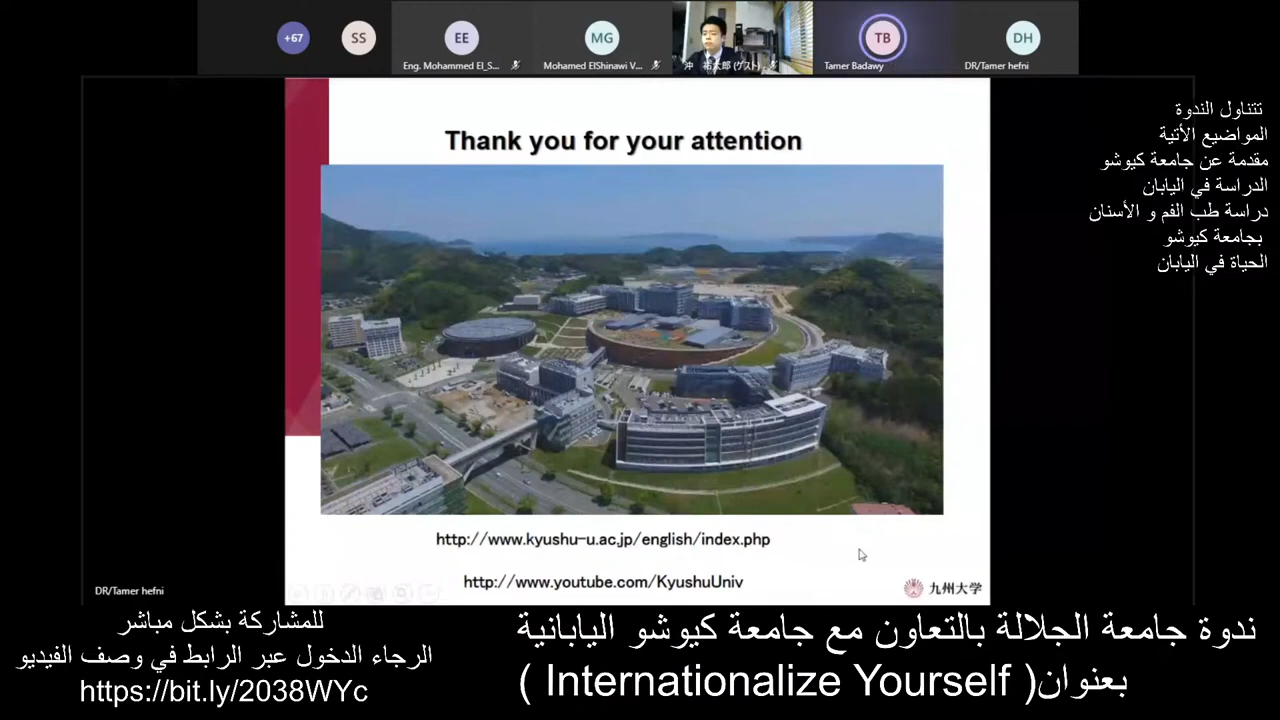 +67
SS
EE
MG
TB
DH
Eng. Mohammed El_S...
Mohamed ElShinawi V...
沖 祐太郎 (ゲスト)
Tamer Badawy
DR/Tamer hefni
Thank you for your attention
http://www.kyushu-u.ac.jp/english/index.php
http://www.youtube.com/KyushuUniv
九州大学
DR/Tamer hefni
تتناول الندوة
المواضيع الأتية
مقدمة عن جامعة كيوشو
الدراسة في اليابان
دراسة طب الفم و الأسنان
بجامعة كيوشو
الحياة في اليابان
ندوة جامعة الجلالة بالتعاون مع جامعة كيوشو اليابانية
بعنوان( Internationalize Yourself )
للمشاركة بشكل مباشر
الرجاء الدخول عبر الرابط في وصف الفيديو
https://bit.ly/2038WYc